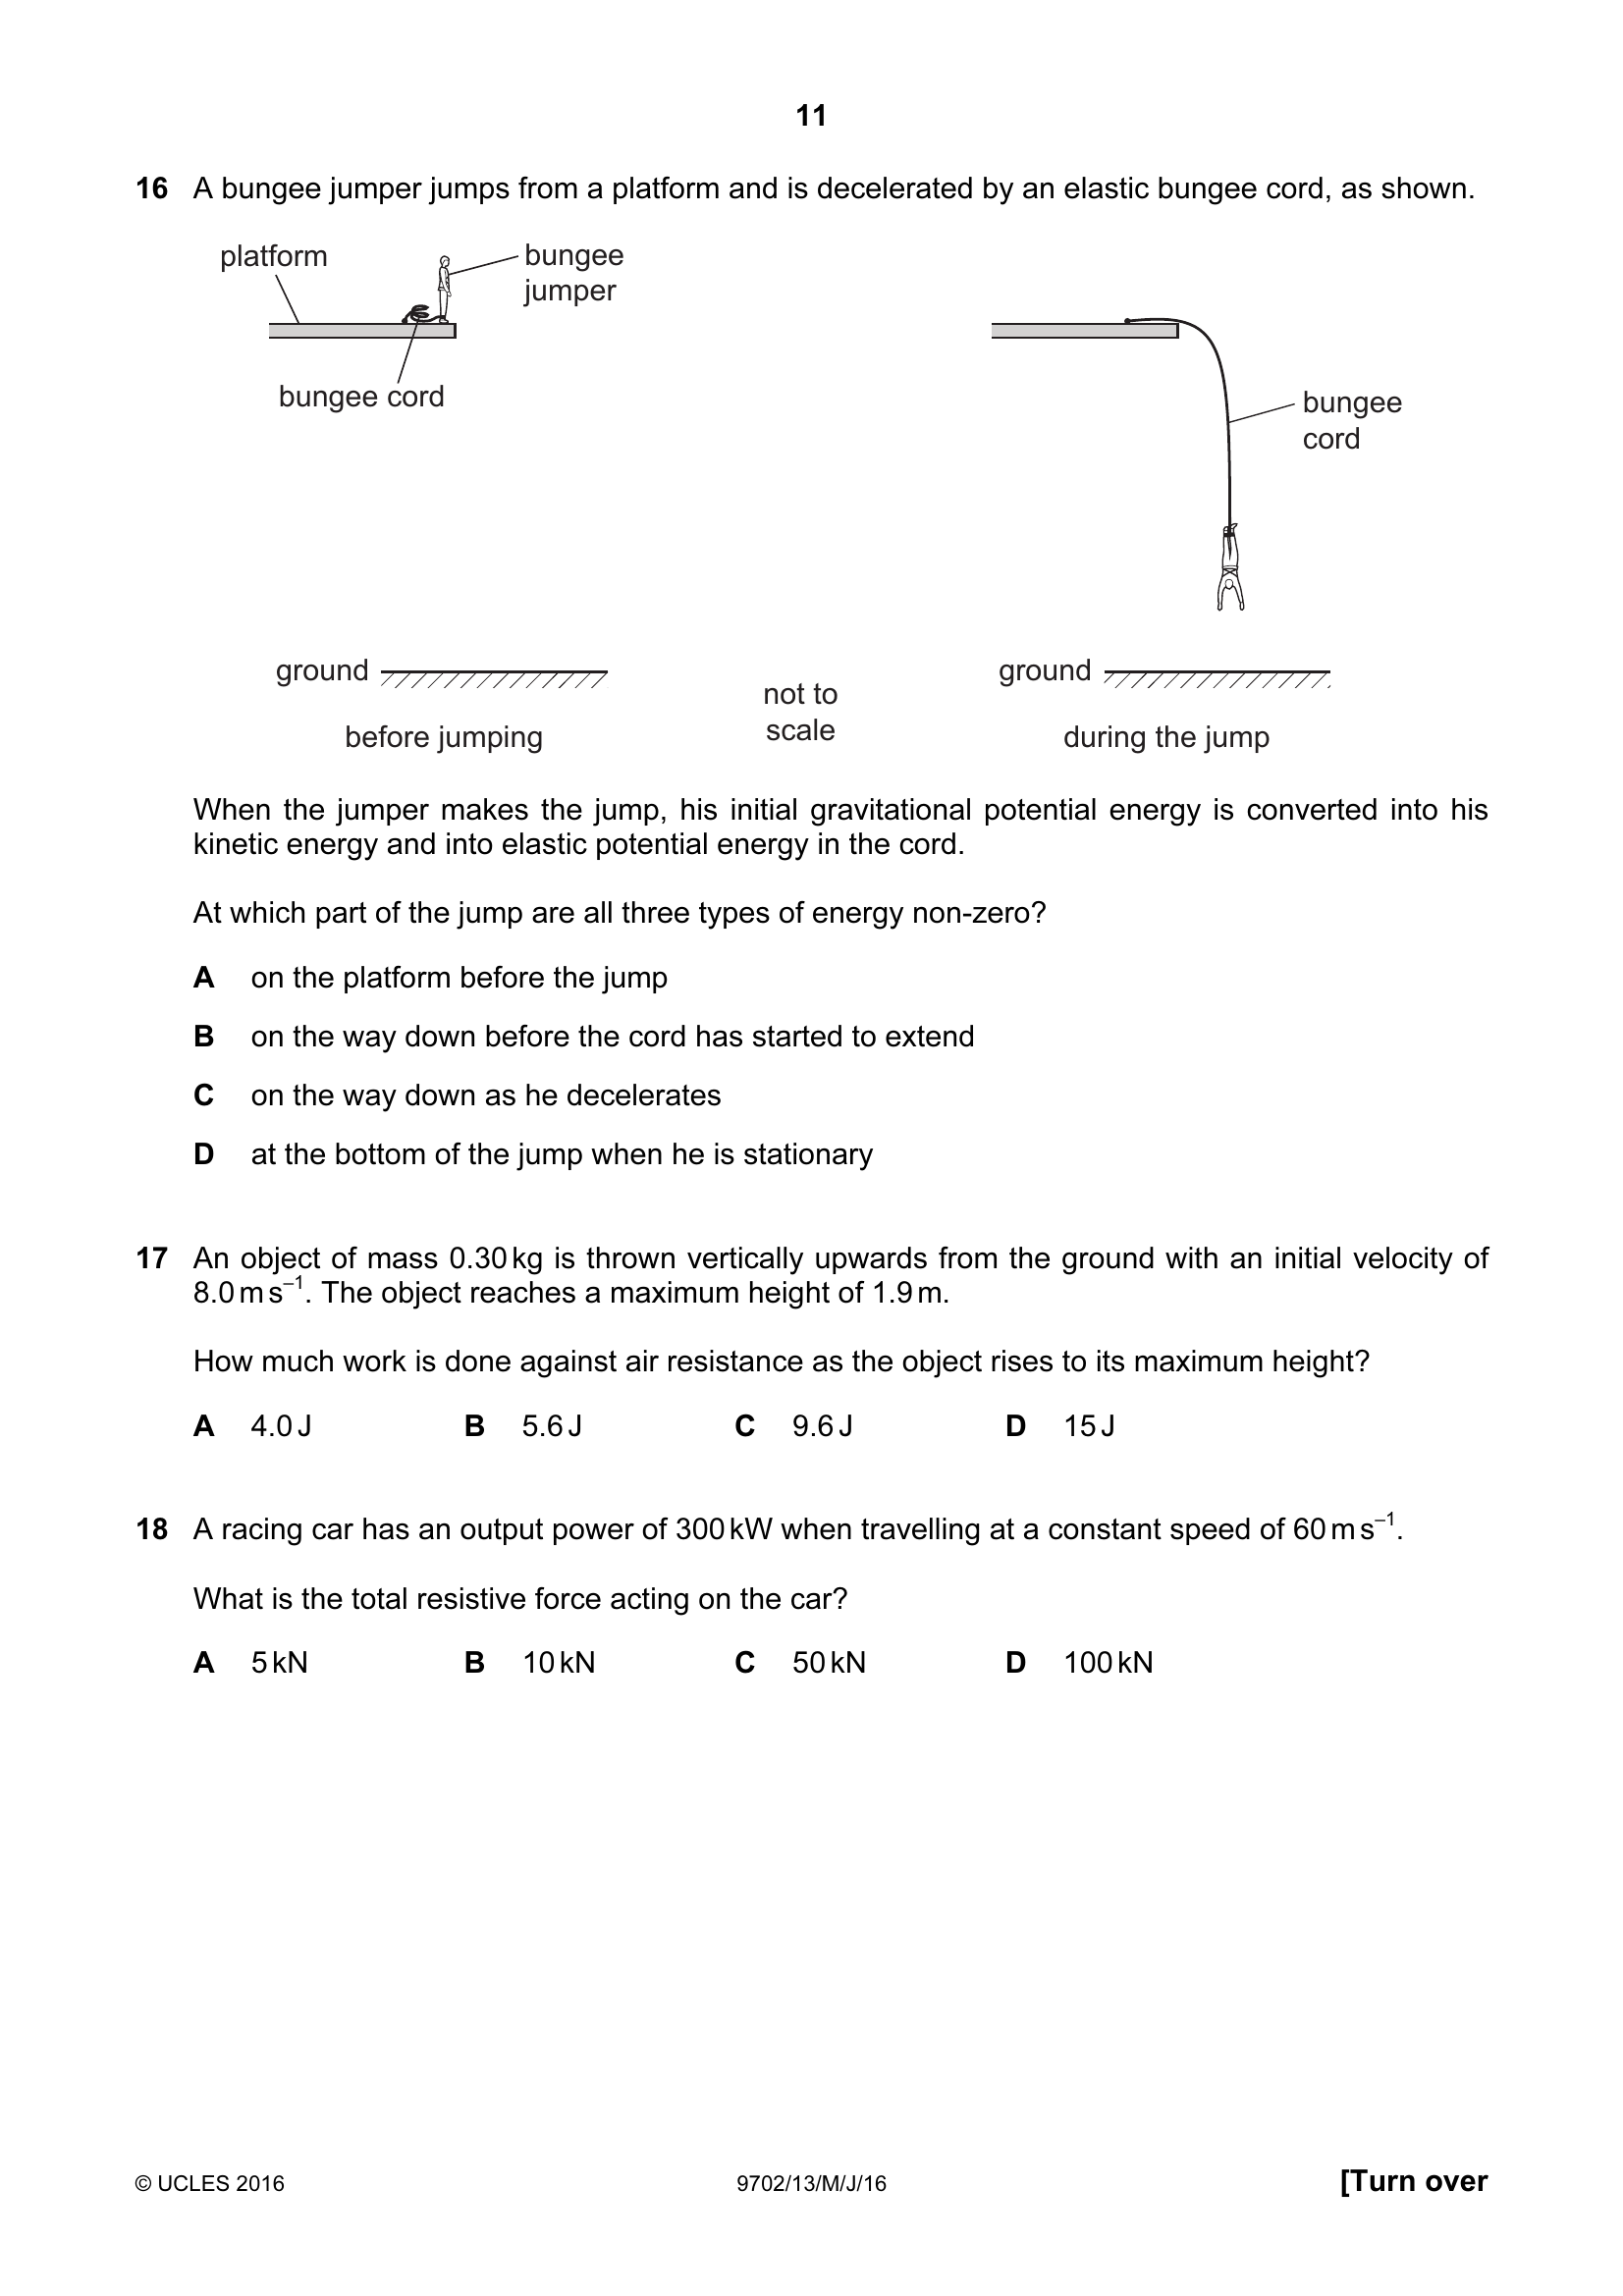 11
16 A bungee jumper jumps from a platform and is decelerated by an elastic bungee cord, as shown.
platform
bungee
jumper
bungee cord
bungee
cord
ground
not to
scale
ground
before jumping
during the jump
When the jumper makes the jump, his initial gravitational potential energy is converted into his
kinetic energy and into elastic potential energy in the cord.
At which part of the jump are all three types of energy non-zero?
A on the platform before the jump
B on the way down before the cord has started to extend
C on the way down as he decelerates
D at the bottom of the jump when he is stationary
17 An object of mass 0.30 kg is thrown vertically upwards from the ground with an initial velocity of
8.0 m s⁻¹. The object reaches a maximum height of 1.9 m.
How much work is done against air resistance as the object rises to its maximum height?
A 4.0 J B 5.6 J C 9.6 J D 15 J
18 A racing car has an output power of 300 kW when travelling at a constant speed of 60 m s⁻¹.
What is the total resistive force acting on the car?
A 5 kN B 10 kN C 50 kN D 100 kN
© UCLES 2016 9702/13/M/J/16 [Turn over